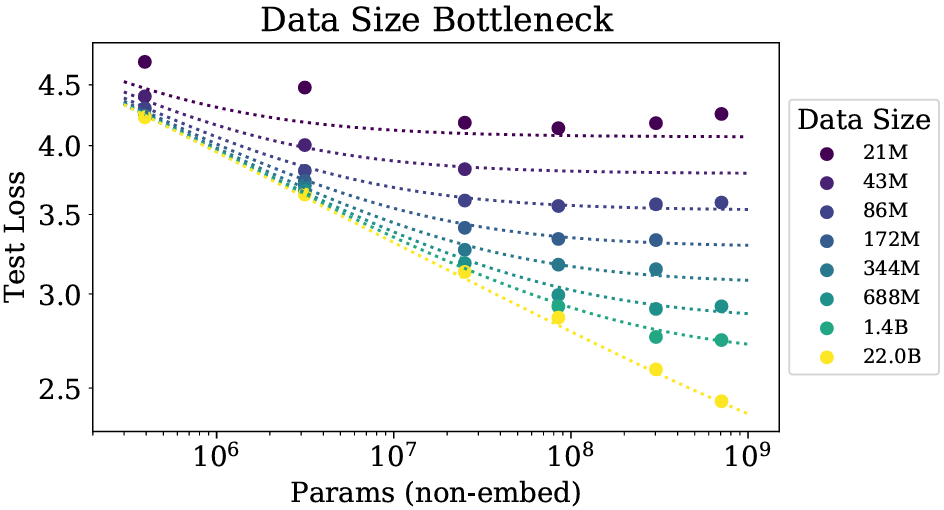 Data Size Bottleneck
Test Loss
4.5
4.0
3.5
3.0
2.5
10^6
10^7
10^8
10^9
Params (non-embed)
Data Size
21M
43M
86M
172M
344M
688M
1.4B
22.0B